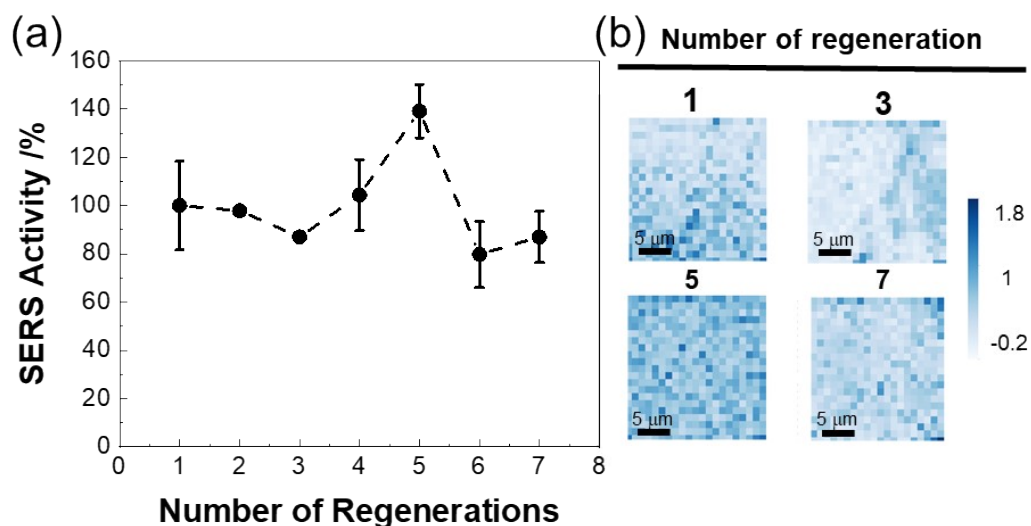 (a)
SERS Activity /%
160
140
120
100
80
60
40
20
0
0 1 2 3 4 5 6 7 8
Number of Regenerations
(b)
Number of regeneration
1 3
5 μm 5 μm
5 7
5 μm 5 μm
1.8
1
-0.2